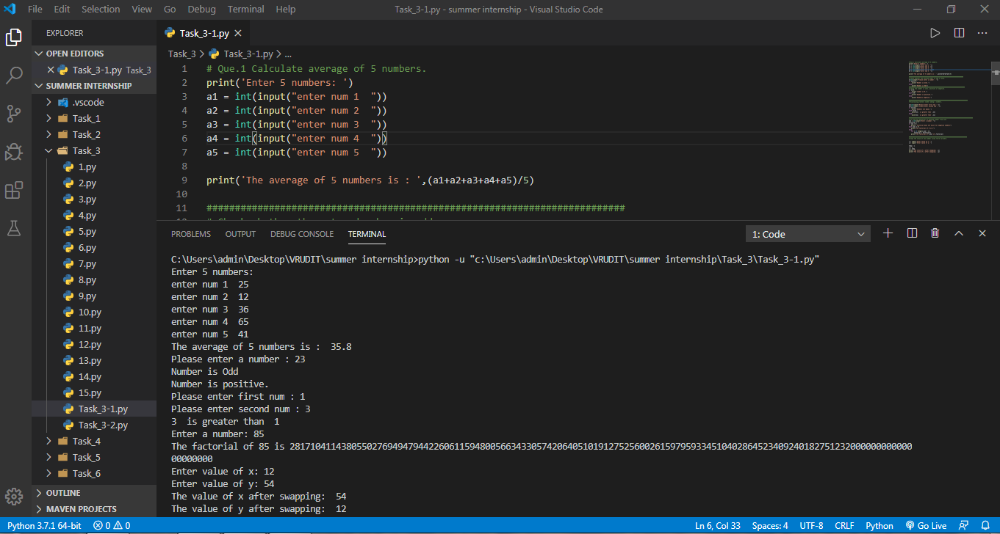 File Edit Selection View Go Debug Terminal Help Task_3-1.py - summer internship - Visual Studio Code
EXPLORER
OPEN EDITORS
Task_3-1.py Task_3
SUMMER INTERNSHIP
.vscode
Task_1
Task_2
Task_3
1.py
2.py
3.py
4.py
5.py
6.py
7.py
8.py
9.py
10.py
11.py
12.py
13.py
14.py
15.py
Task_3-1.py
Task_3-2.py
Task_4
Task_5
Task_6
OUTLINE
MAVEN PROJECTS
Task_3-1.py
Task_3 > Task_3-1.py > ...
1 # Que.1 Calculate average of 5 numbers.
2 print('Enter 5 numbers: ')
3 a1 = int(input("enter num 1  "))
4 a2 = int(input("enter num 2  "))
5 a3 = int(input("enter num 3  "))
6 a4 = int(input("enter num 4  "))
7 a5 = int(input("enter num 5  "))
8
9 print('The average of 5 numbers is : ',(a1+a2+a3+a4+a5)/5)
10
11 ##########################################################################
PROBLEMS OUTPUT DEBUG CONSOLE TERMINAL 1: Code
C:\Users\admin\Desktop\VRUDIT\summer internship>python -u "c:\Users\admin\Desktop\VRUDIT\summer internship\Task_3\Task_3-1.py"
Enter 5 numbers:
enter num 1  25
enter num 2  12
enter num 3  36
enter num 4  65
enter num 5  41
The average of 5 numbers is :  35.8
Please enter a number : 23
Number is Odd
Number is positive.
Please enter first num : 1
Please enter second num : 3
3  is greater than  1
Enter a number: 85
The factorial of 85 is 28171041143805502769494794422606115948005663433057420640510191275256002615979593345104028645234092401827512320000000000000
00000000
Enter value of x: 12
Enter value of y: 54
The value of x after swapping:  54
The value of y after swapping:  12
Python 3.7.1 64-bit 0 0 Ln 6, Col 33 Spaces: 4 UTF-8 CRLF Python Go Live